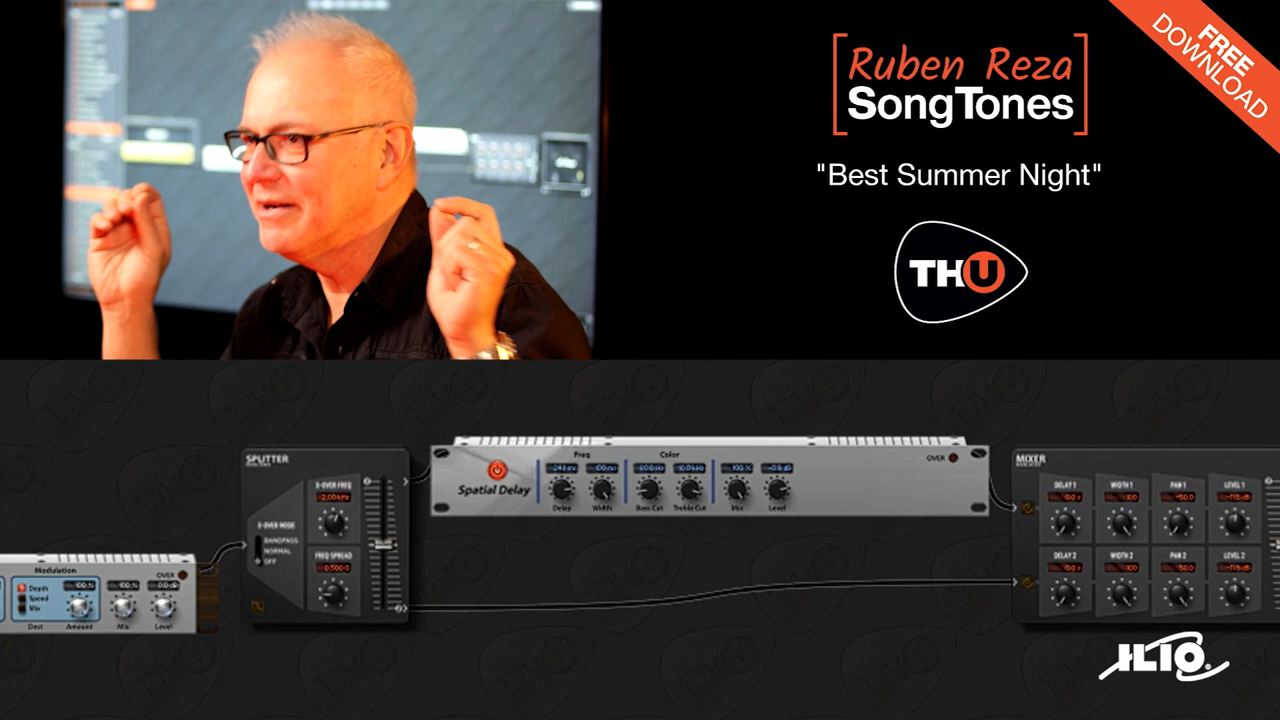 FREE
DOWNLOAD
Ruben Reza
SongTones
"Best Summer Night"
THU
SPLITTER
X-OVER FREQ
X-OVER MODE
BANDPASS
NORMAL
OFF
FREQ SPREAD
Freq
Color
OVER
Spatial Delay
Delay
Width
Bass Cut
Treble Cut
Mix
Level
MIXER
DELAY 1
WIDTH 1
PAN 1
LEVEL 1
DELAY 2
WIDTH 2
PAN 2
LEVEL 2
Modulation
OVER
Depth
Speed
Mix
Dest
Amount
Mix
Level
ILIO